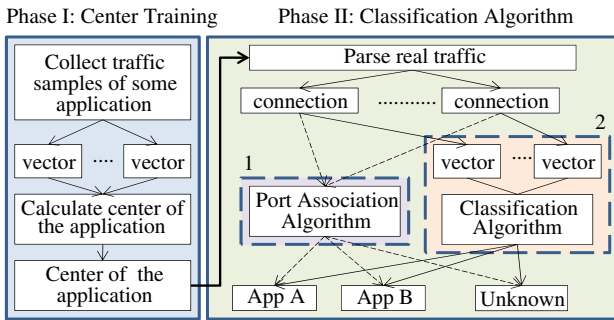 Phase I: Center Training
Collect traffic
samples of some
application
vector .... vector
Calculate center of
the application
Center of the
application
Phase II: Classification Algorithm
Parse real traffic
connection ........... connection
2
vector .... vector
1
Port Association
Algorithm
Classification
Algorithm
App A
App B
Unknown